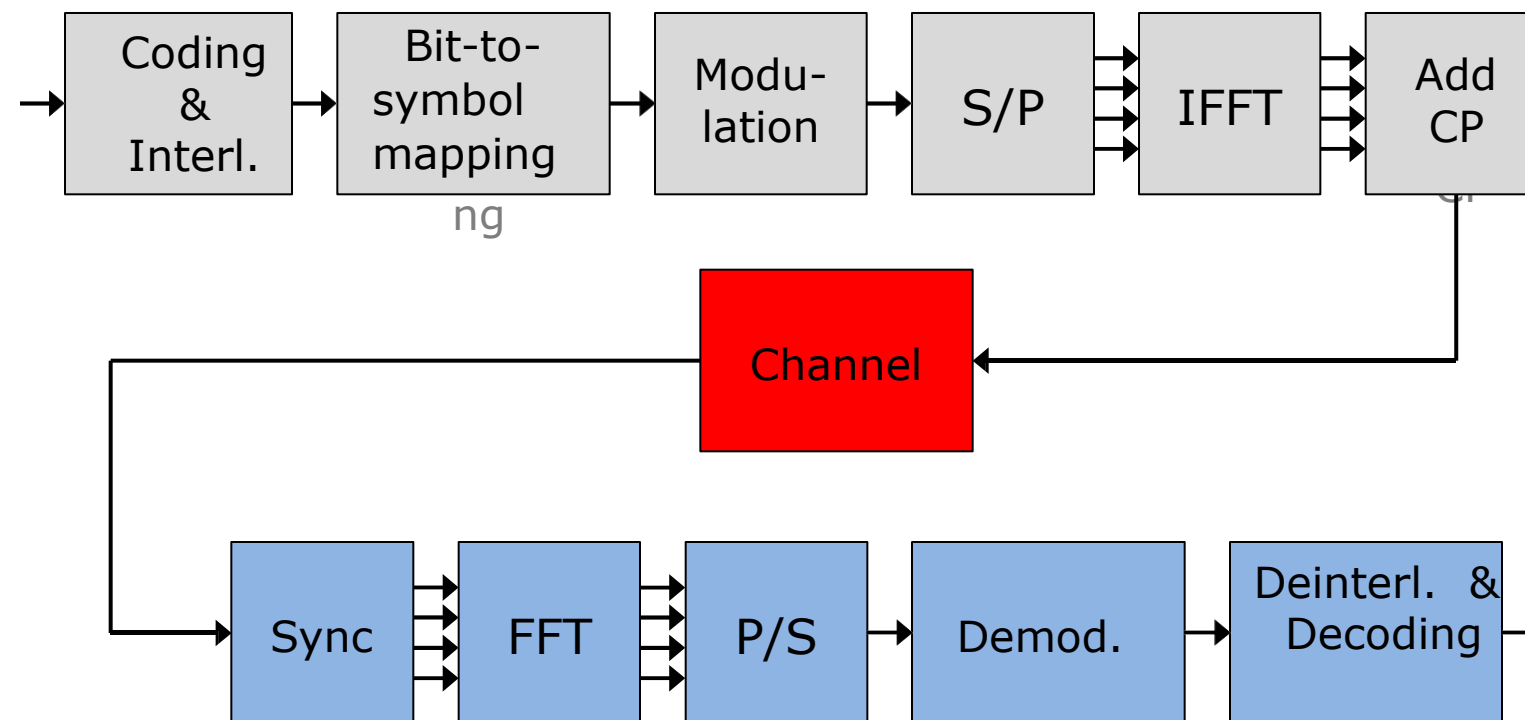 Coding
&
Interl.
Bit-to-
symbol
mapping
ng
Modu-
lation
S/P
IFFT
Add
CP
Channel
Sync
FFT
P/S
Demod.
Deinterl. &
Decoding